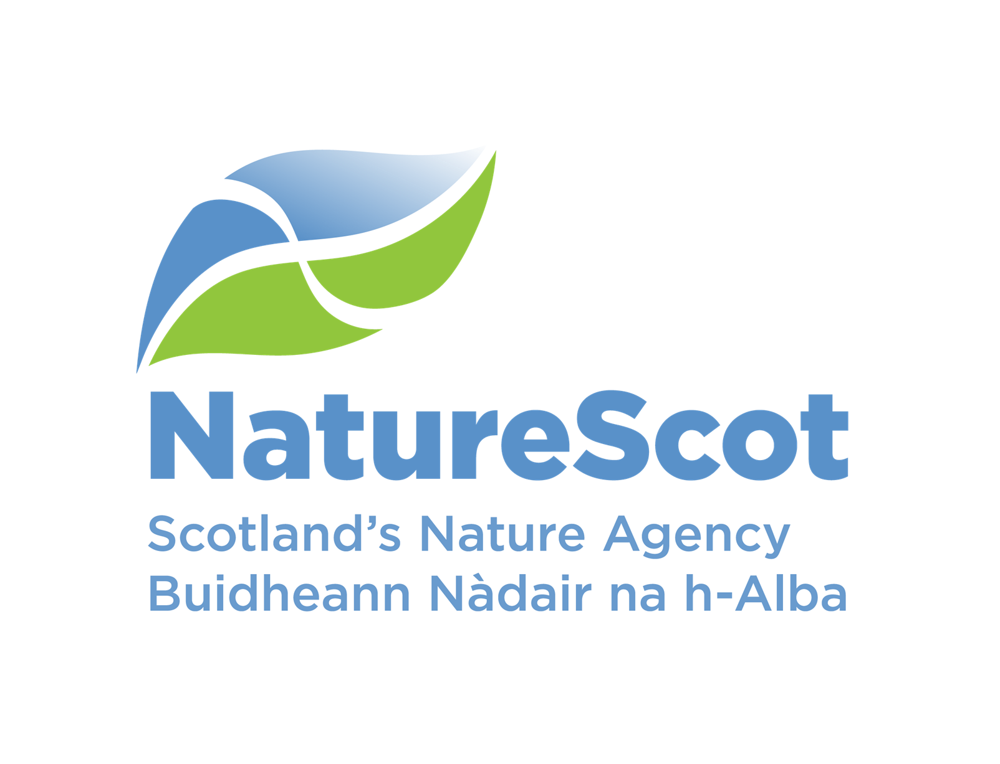 NatureScot
Scotland’s Nature Agency
Buidheann Nàdair na h-Alba